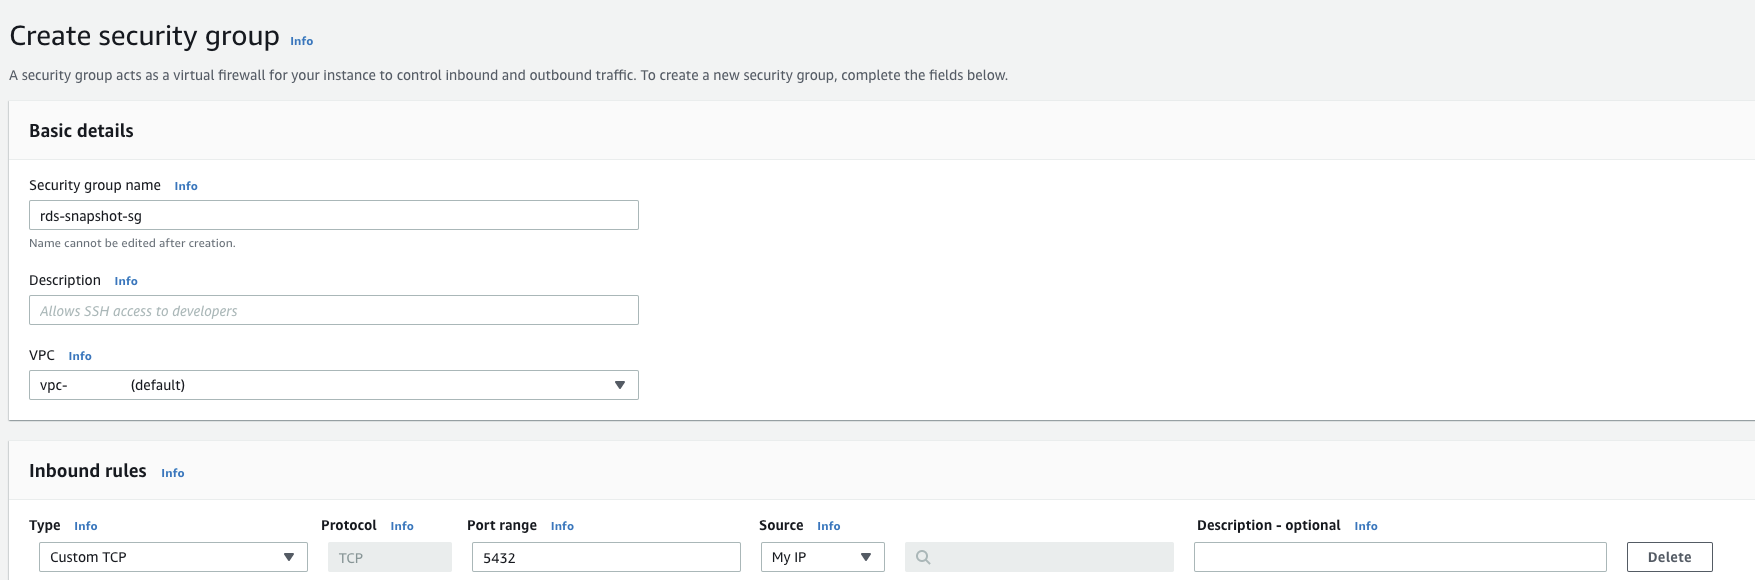 Create security group Info
A security group acts as a virtual firewall for your instance to control inbound and outbound traffic. To create a new security group, complete the fields below.
Basic details
Security group name Info
rds-snapshot-sg
Name cannot be edited after creation.
Description Info
Allows SSH access to developers
VPC Info
vpc- (default)
Inbound rules Info
Type Info Protocol Info Port range Info Source Info Description - optional Info
Custom TCP TCP 5432 My IP Delete